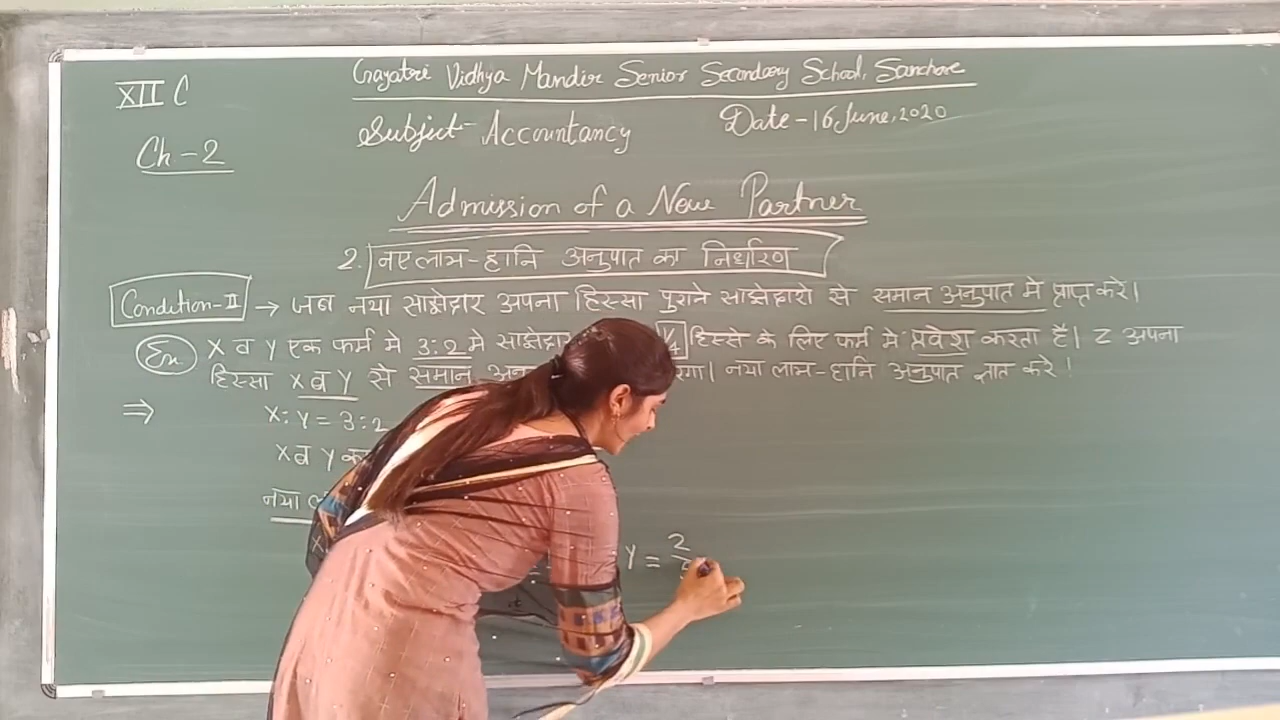 XII C
Gayatri Vidhya Mandir Senior Secondary School, Sanchore
Subject- Accountancy
Date-16 June, 2020
Ch-2
Admission of a New Partner
2. नए लाभ-हानि अनुपात का निर्धारण
Condition-II → जब नया साझेदार अपना हिस्सा पुराने साझेदारो से समान अनुपात मे प्राप्त करे।
Ex X व Y एक फर्म मे 3:2 मे साझेदार हिस्से के लिए फर्म मे प्रवेश करता है। Z अपना
हिस्सा X व Y से समान नया लाभ-हानि अनुपात ज्ञात करे!
⇒ X:Y = 3:2
X व Y
नया
Y = 2